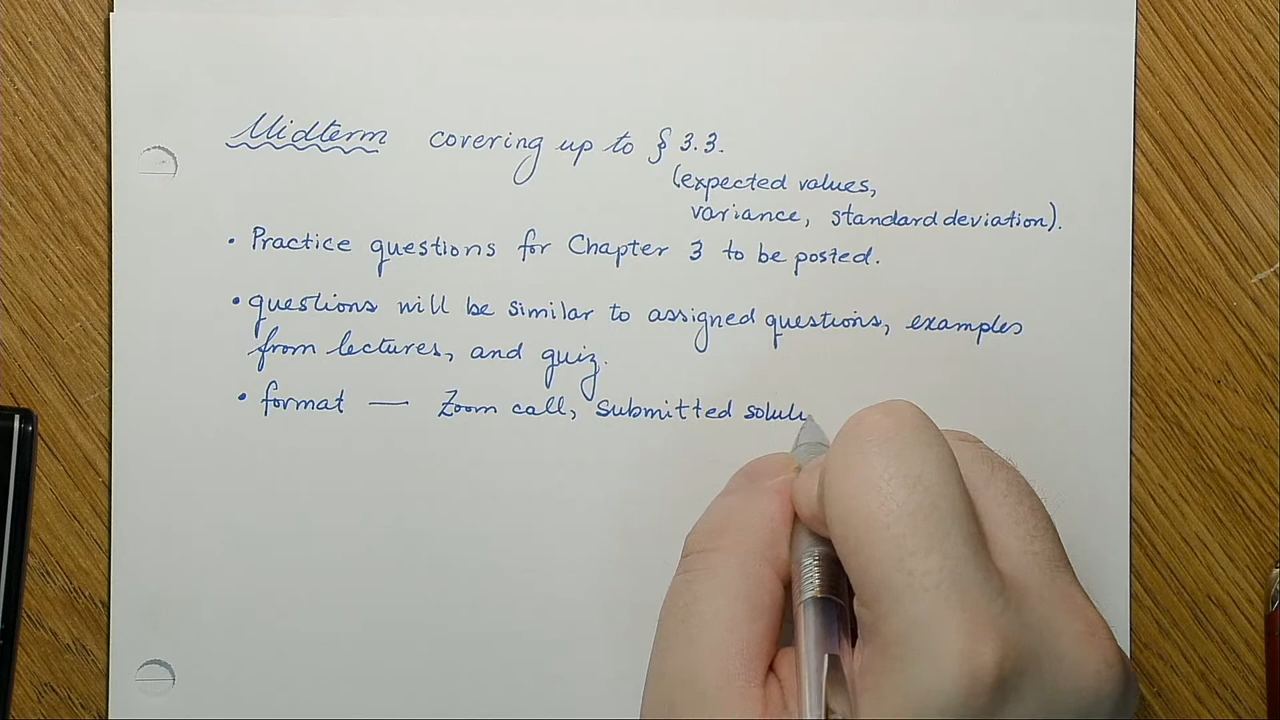 Midterm covering up to § 3.3.
(expected values,
variance, standard deviation).
• Practice questions for Chapter 3 to be posted.
• questions will be similar to assigned questions, examples
from lectures, and quiz.
• format — Zoom call, submitted